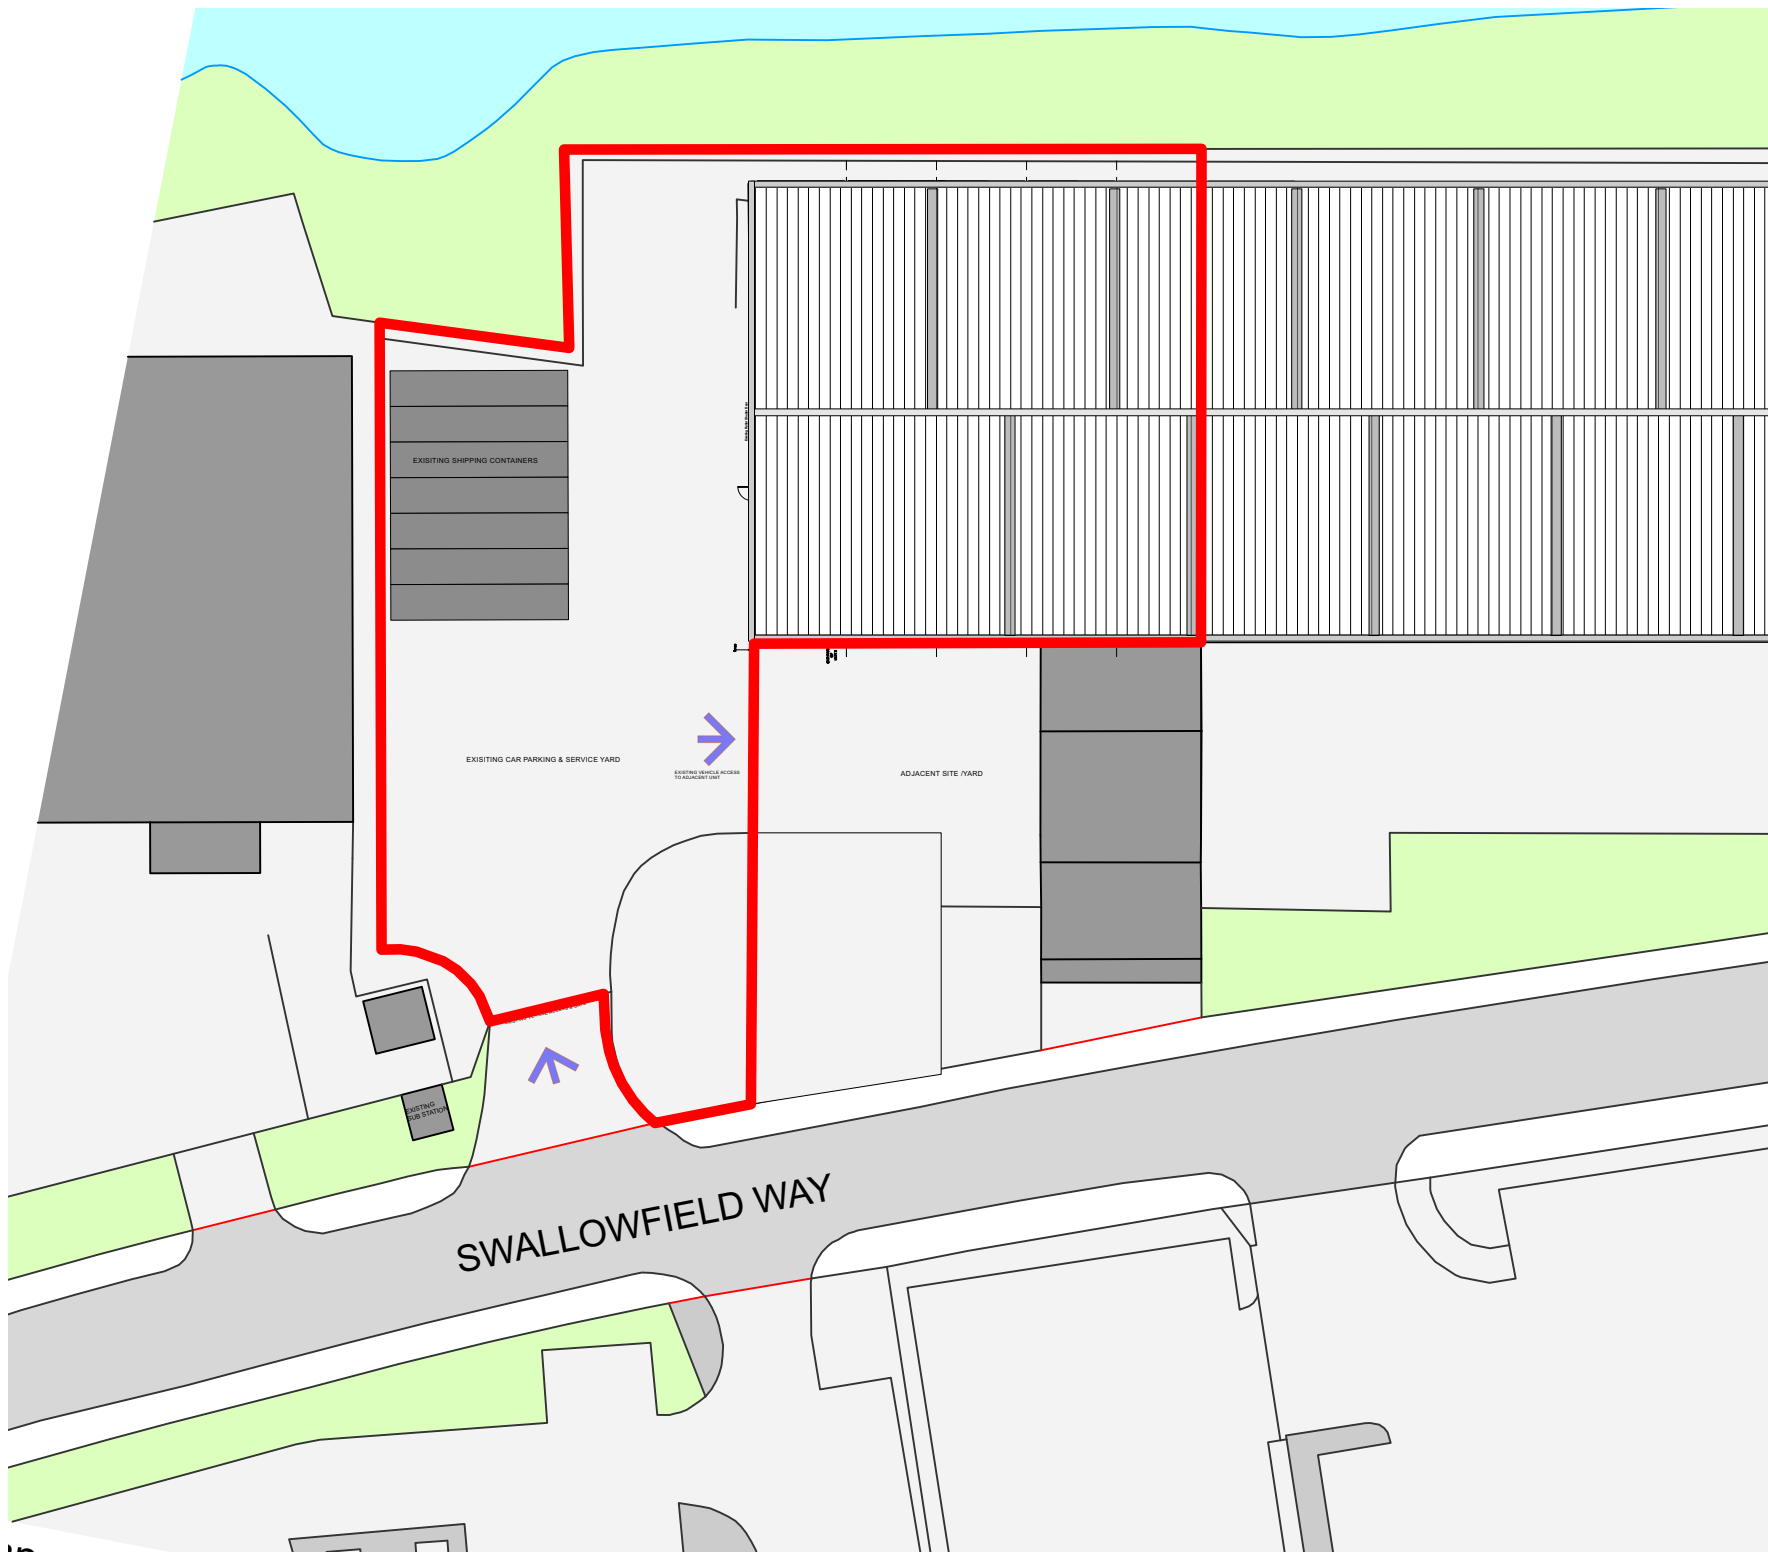 EXISITING SHIPPING CONTAINERS
EXISITING CAR PARKING & SERVICE YARD
EXISTING VEHICLE ACCESS
TO ADJACENT UNIT
ADJACENT SITE /YARD
EXISTING
SUB STATION
SWALLOWFIELD WAY